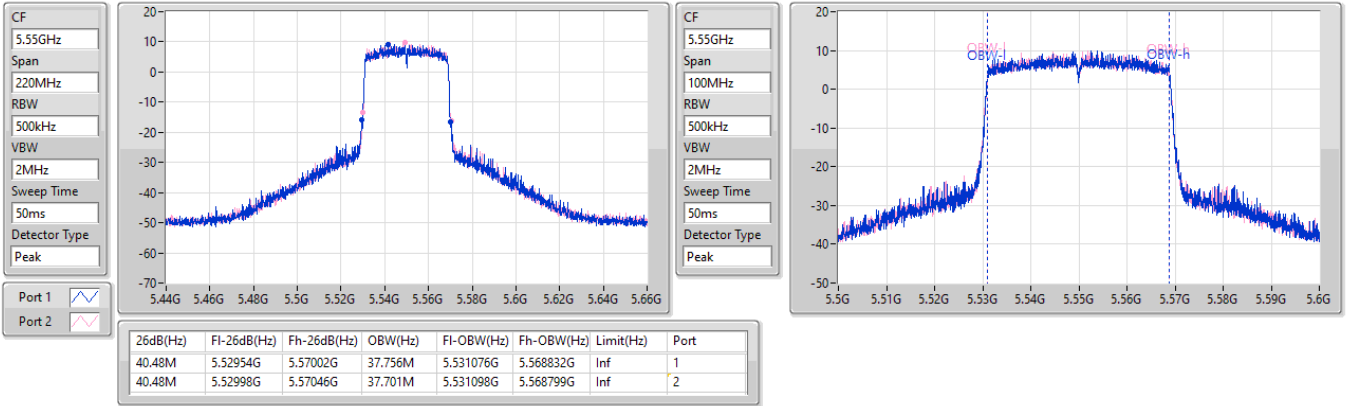 CF
5.55GHz
Span
220MHz
RBW
500kHz
VBW
2MHz
Sweep Time
50ms
Detector Type
Peak
Port 1
Port 2
20-
10-
0-
-10-
-20-
-30-
-40-
-50-
-60-
-70-
5.44G 5.46G 5.48G 5.5G 5.52G 5.54G 5.56G 5.58G 5.6G 5.62G 5.64G 5.66G
CF
5.55GHz
Span
100MHz
RBW
500kHz
VBW
2MHz
Sweep Time
50ms
Detector Type
Peak
20-
10-
0-
-10-
-20-
-30-
-40-
-50-
OBW-l OBW-h
OBW-l OBW-h
5.5G 5.51G 5.52G 5.53G 5.54G 5.55G 5.56G 5.57G 5.58G 5.59G 5.6G
26dB(Hz) Fl-26dB(Hz) Fh-26dB(Hz) OBW(Hz) Fl-OBW(Hz) Fh-OBW(Hz) Limit(Hz) Port
40.48M 5.52954G 5.57002G 37.756M 5.531076G 5.568832G Inf 1
40.48M 5.52998G 5.57046G 37.701M 5.531098G 5.568799G Inf 2